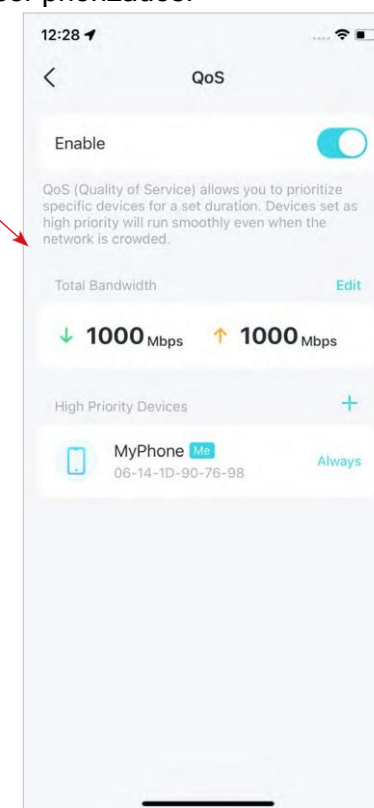 priorizados.
12:28
QoS
Enable
QoS (Quality of Service) allows you to prioritize
specific devices for a set duration. Devices set as
high priority will run smoothly even when the
network is crowded.
Total Bandwidth Edit
↓ 1000 Mbps ↑ 1000 Mbps
High Priority Devices +
MyPhone Me
06-14-1D-90-76-98 Always